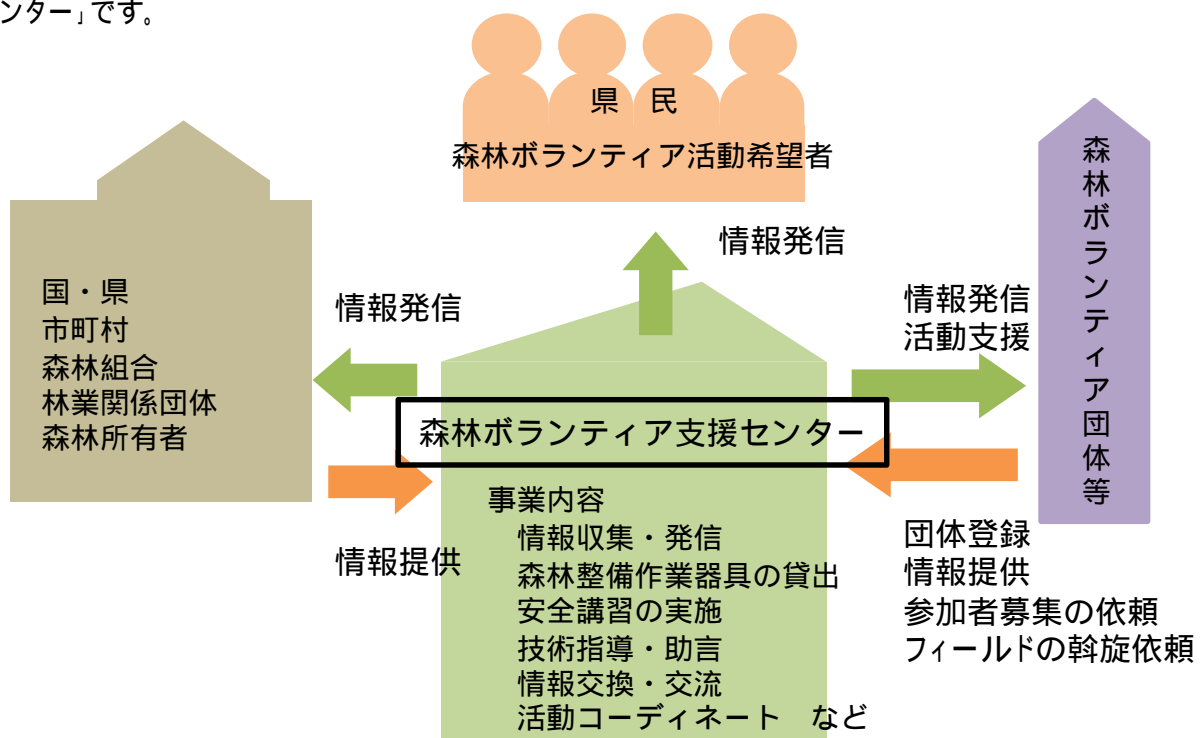 ンター」です。
県　民
森林ボランティア活動希望者
情報発信
国・県
市町村
森林組合
林業関係団体
森林所有者
情報発信
情報提供
森林ボランティア支援センター
事業内容
情報収集・発信
森林整備作業器具の貸出
安全講習の実施
技術指導・助言
情報交換・交流
活動コーディネート　など
情報発信
活動支援
団体登録
情報提供
参加者募集の依頼
フィールドの斡旋依頼
森林ボランティア団体等